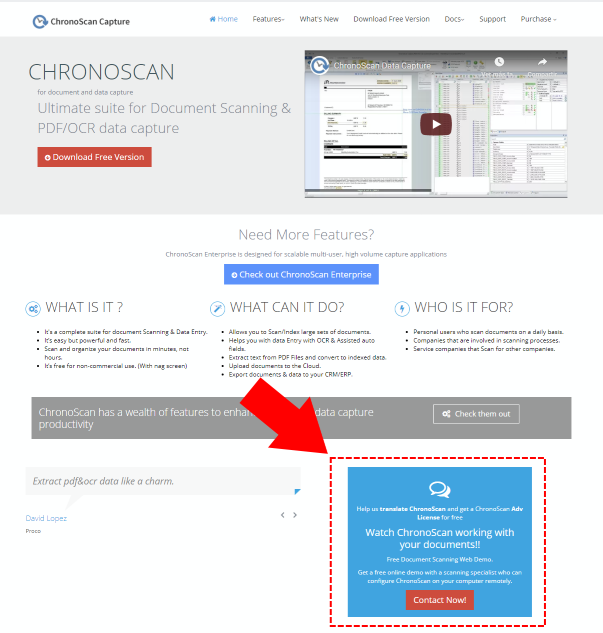 ChronoScan Capture
Home Features What's New Download Free Version Docs Support Purchase
CHRONOSCAN
for document and data capture
Ultimate suite for Document Scanning &
PDF/OCR data capture
Download Free Version
ChronoScan Data Capture
Need More Features?
ChronoScan Enterprise is designed for scalable multi-user, high volume capture applications
Check out ChronoScan Enterprise
WHAT IS IT ?
It's a complete suite for document Scanning & Data Entry.
It's easy but powerful and fast.
Scan and organize your documents in minutes, not
hours.
It's free for non-commercial use. (With nag screen)
WHAT CAN IT DO?
Allows you to Scan/Index large sets of documents.
Helps you with data Entry with OCR & Assisted auto
fields.
Extract text from PDF Files and convert to indexed data.
Upload documents to the Cloud.
Export documents & data to your CRM/ERP.
WHO IS IT FOR?
Personal users who scan documents on a daily basis.
Companies that are involved in scanning processes.
Service companies that Scan for other companies.
ChronoScan has a wealth of features to data capture
productivity
Check them out
Extract pdf&ocr data like a charm.
David Lopez
Proxo
Help us translate ChronoScan and get a ChronoScan Adv
License for free
Watch ChronoScan working with
your documents!!
Free Document Scanning Web Demo.
Get a free online demo with a scanning specialist who can
configure ChronoScan on your computer remotely.
Contact Now!